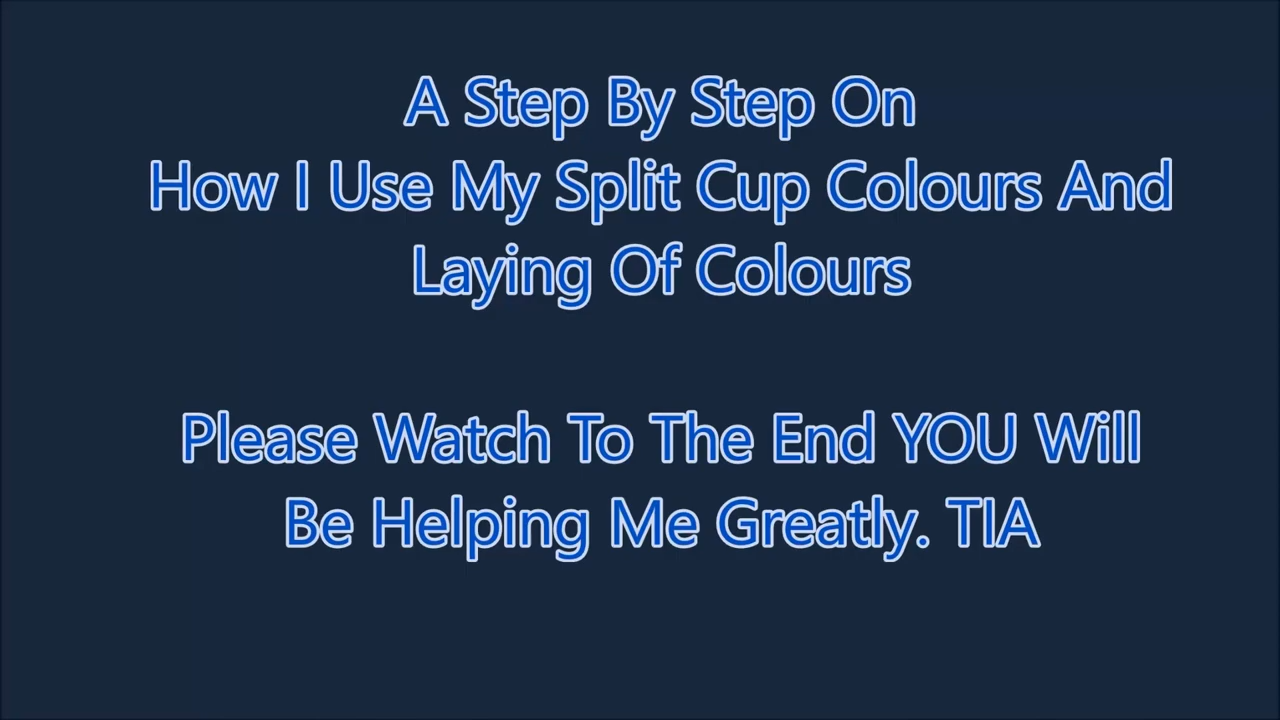 A Step By Step On
How I Use My Split Cup Colours And
Laying Of Colours
Please Watch To The End YOU Will
Be Helping Me Greatly. TIA